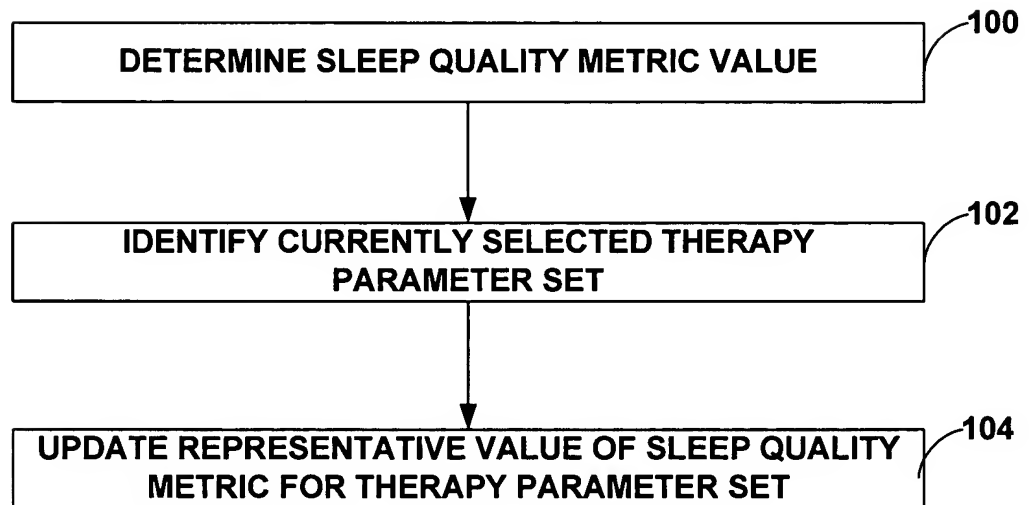 100
DETERMINE SLEEP QUALITY METRIC VALUE
102
IDENTIFY CURRENTLY SELECTED THERAPY
PARAMETER SET
104
UPDATE REPRESENTATIVE VALUE OF SLEEP QUALITY
METRIC FOR THERAPY PARAMETER SET